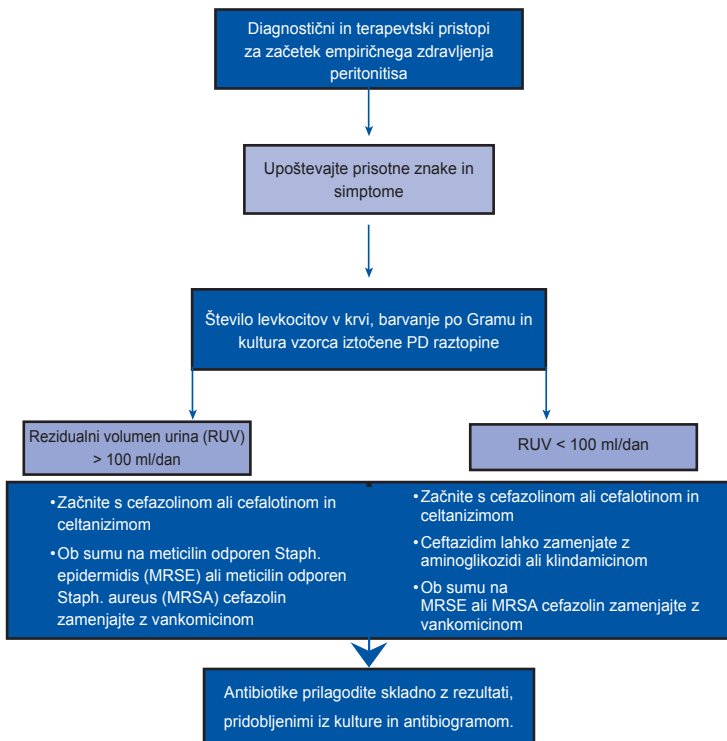 Diagnostični in terapevtski pristopi
za začetek empiričnega zdravljenja
peritonitisa
Upoštevajte prisotne znake in
simptome
Število levkocitov v krvi, barvanje po Gramu in
kultura vzorca iztočene PD raztopine
Rezidualni volumen urina (RUV)
> 100 ml/dan
RUV < 100 ml/dan
•Začnite s cefazolinom ali cefalotinom in
celtanizimom
•Ob sumu na meticilin odporen Staph.
epidermidis (MRSE) ali meticilin odporen
Staph. aureus (MRSA) cefazolin
zamenjajte z vankomicinom
•Začnite s cefazolinom ali cefalotinom in
celtanizimom
•Ceftazidim lahko zamenjate z
aminoglikozidi ali klindamicinom
•Ob sumu na
MRSE ali MRSA cefazolin zamenjajte z
vankomicinom
Antibiotike prilagodite skladno z rezultati,
pridobljenimi iz kulture in antibiogramom.